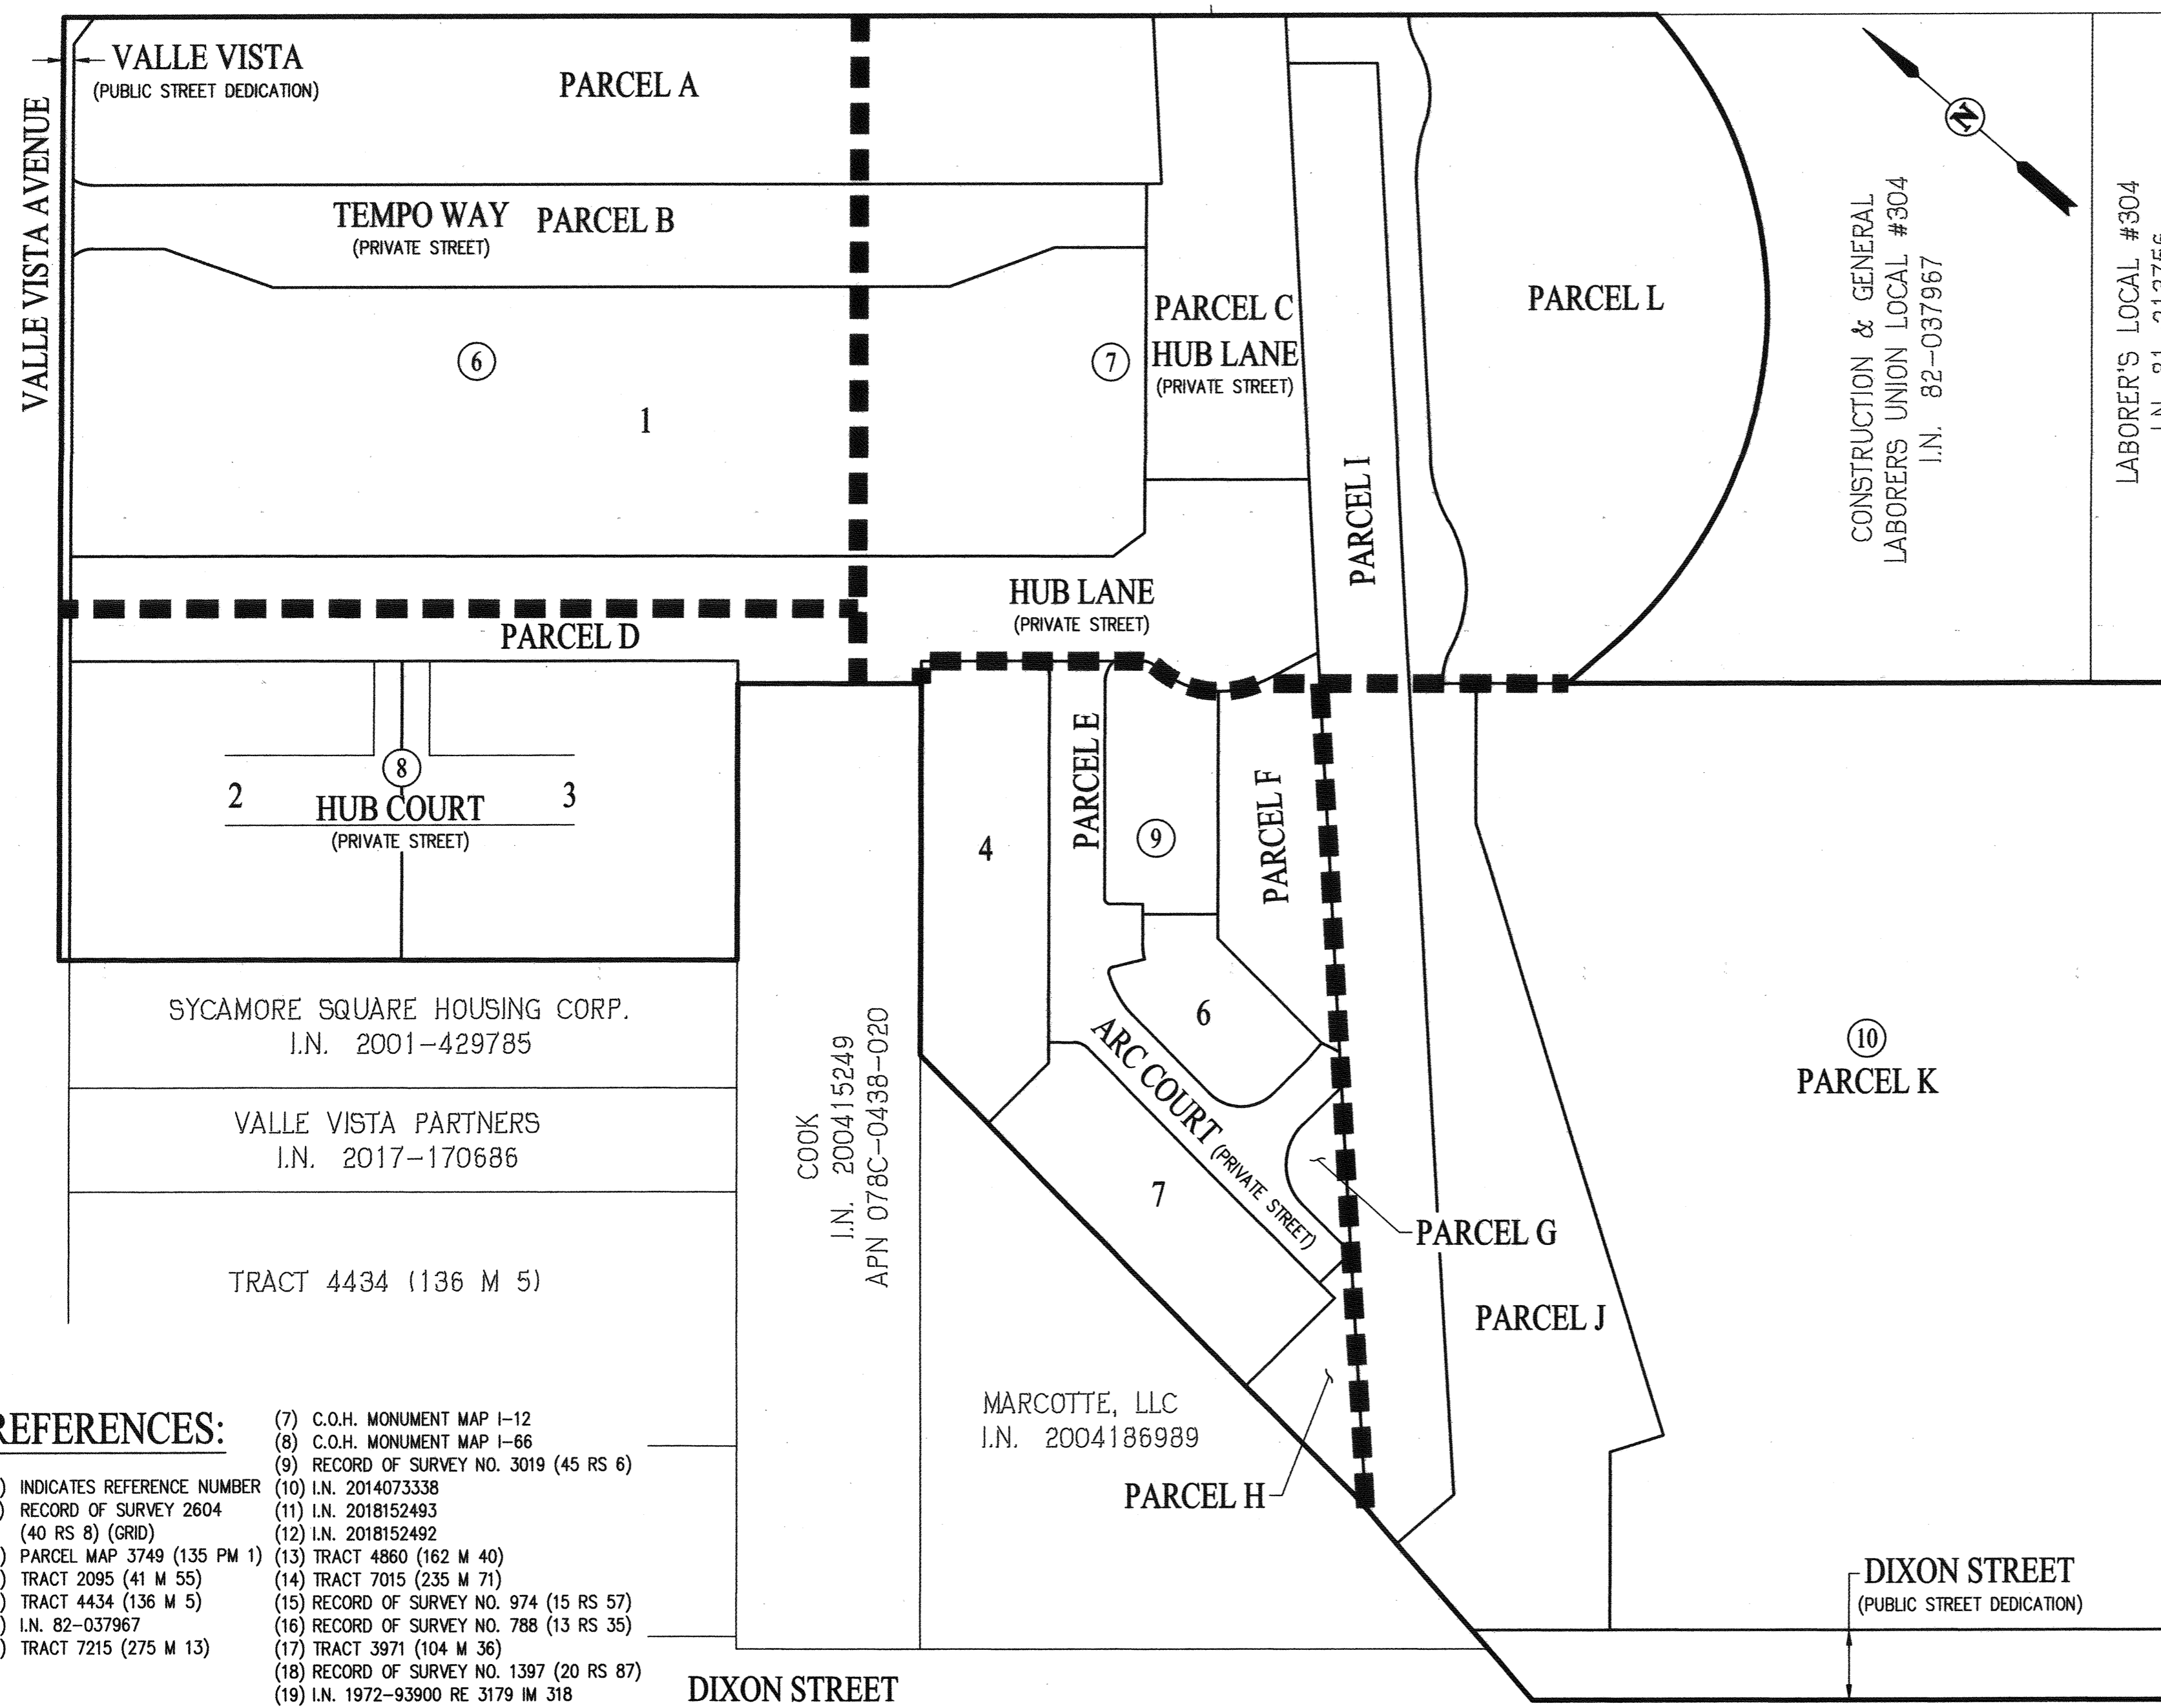 VALLE VISTA
(PUBLIC STREET DEDICATION)
VALLE VISTA AVENUE
PARCEL A
TEMPO WAY PARCEL B
(PRIVATE STREET)
6
1
7
PARCEL C
HUB LANE
(PRIVATE STREET)
PARCEL I
PARCEL L
N
CONSTRUCTION & GENERAL
LABORERS UNION LOCAL #304
I.N. 82-037967
LABORER'S LOCAL #304
HUB LANE
(PRIVATE STREET)
PARCEL D
2
8
3
HUB COURT
(PRIVATE STREET)
4
PARCEL E
9
PARCEL F
6
ARC COURT (PRIVATE STREET)
7
PARCEL G
PARCEL J
10
PARCEL K
SYCAMORE SQUARE HOUSING CORP.
I.N. 2001-429785
VALLE VISTA PARTNERS
I.N. 2017-170686
TRACT 4434 (136 M 5)
COOK
I.N. 200415249
APN 078C-0438-020
MARCOTTE, LLC
I.N. 2004186989
PARCEL H
REFERENCES:
) INDICATES REFERENCE NUMBER
) RECORD OF SURVEY 2604
(40 RS 8) (GRID)
) PARCEL MAP 3749 (135 PM 1)
) TRACT 2095 (41 M 55)
) TRACT 4434 (136 M 5)
) I.N. 82-037967
) TRACT 7215 (275 M 13)
(7) C.O.H. MONUMENT MAP I-12
(8) C.O.H. MONUMENT MAP I-66
(9) RECORD OF SURVEY NO. 3019 (45 RS 6)
(10) I.N. 2014073338
(11) I.N. 2018152493
(12) I.N. 2018152492
(13) TRACT 4860 (162 M 40)
(14) TRACT 7015 (235 M 71)
(15) RECORD OF SURVEY NO. 974 (15 RS 57)
(16) RECORD OF SURVEY NO. 788 (13 RS 35)
(17) TRACT 3971 (104 M 36)
(18) RECORD OF SURVEY NO. 1397 (20 RS 87)
(19) I.N. 1972-93900 RE 3179 IM 318
DIXON STREET
DIXON STREET
(PUBLIC STREET DEDICATION)